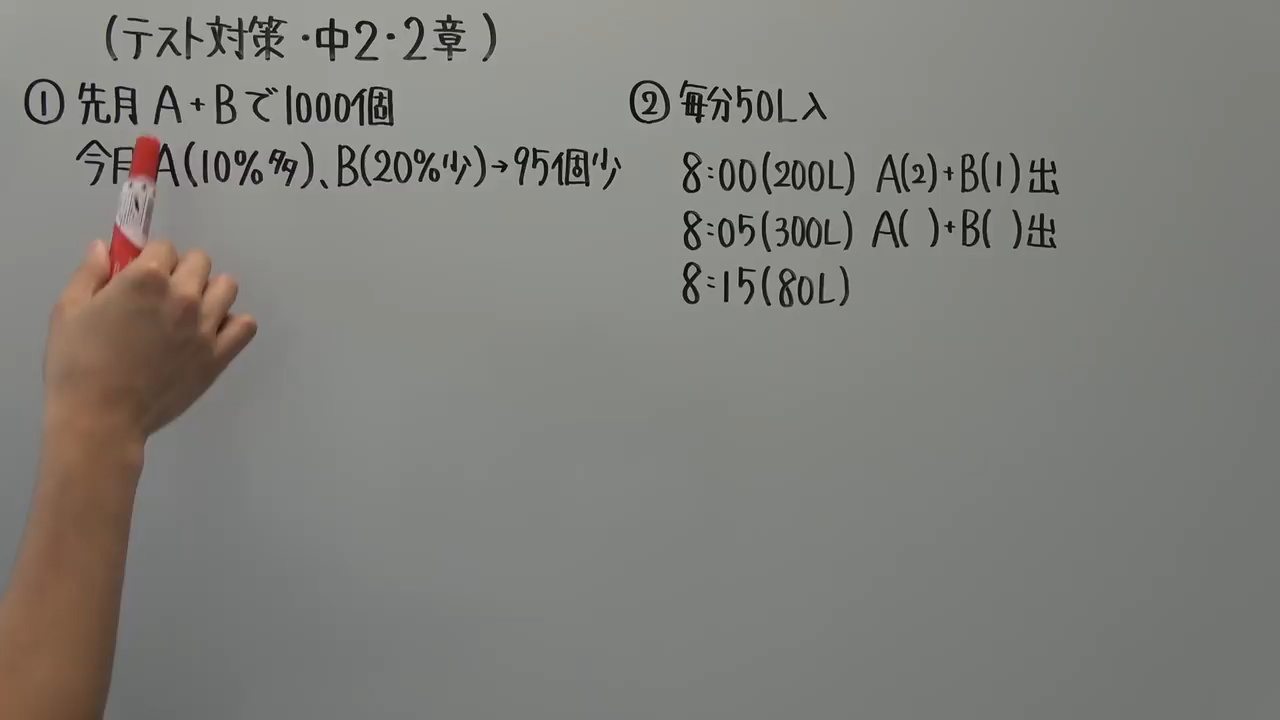 (テスト対策・中2・2章)
① 先月 A+Bで1000個
今月 A(10%多)、B(20%少)→95個少
② 毎分50L入
8:00(200L) A(2)+B(1)出
8:05(300L) A( )+B( )出
8:15(80L)